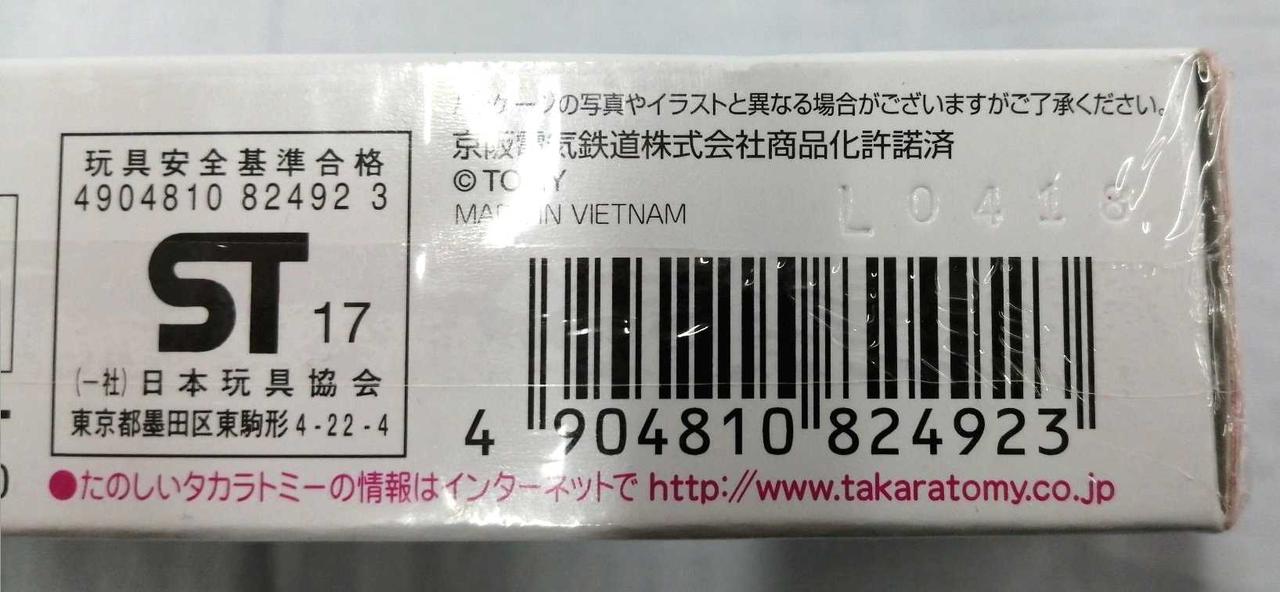 玩具安全基準合格
4904810 82492 3
ST 17
(一社)日本玩具協会
東京都墨田区東駒形4-22-4
の写真やイラストと異なる場合がございますがご了承ください。
京阪電気鉄道株式会社商品化許諾済
© TOMY
MADE IN VIETNAM
L0418
4 904810 824923
●たのしいタカラトミーの情報はインターネットで http://www.takaratomy.co.jp